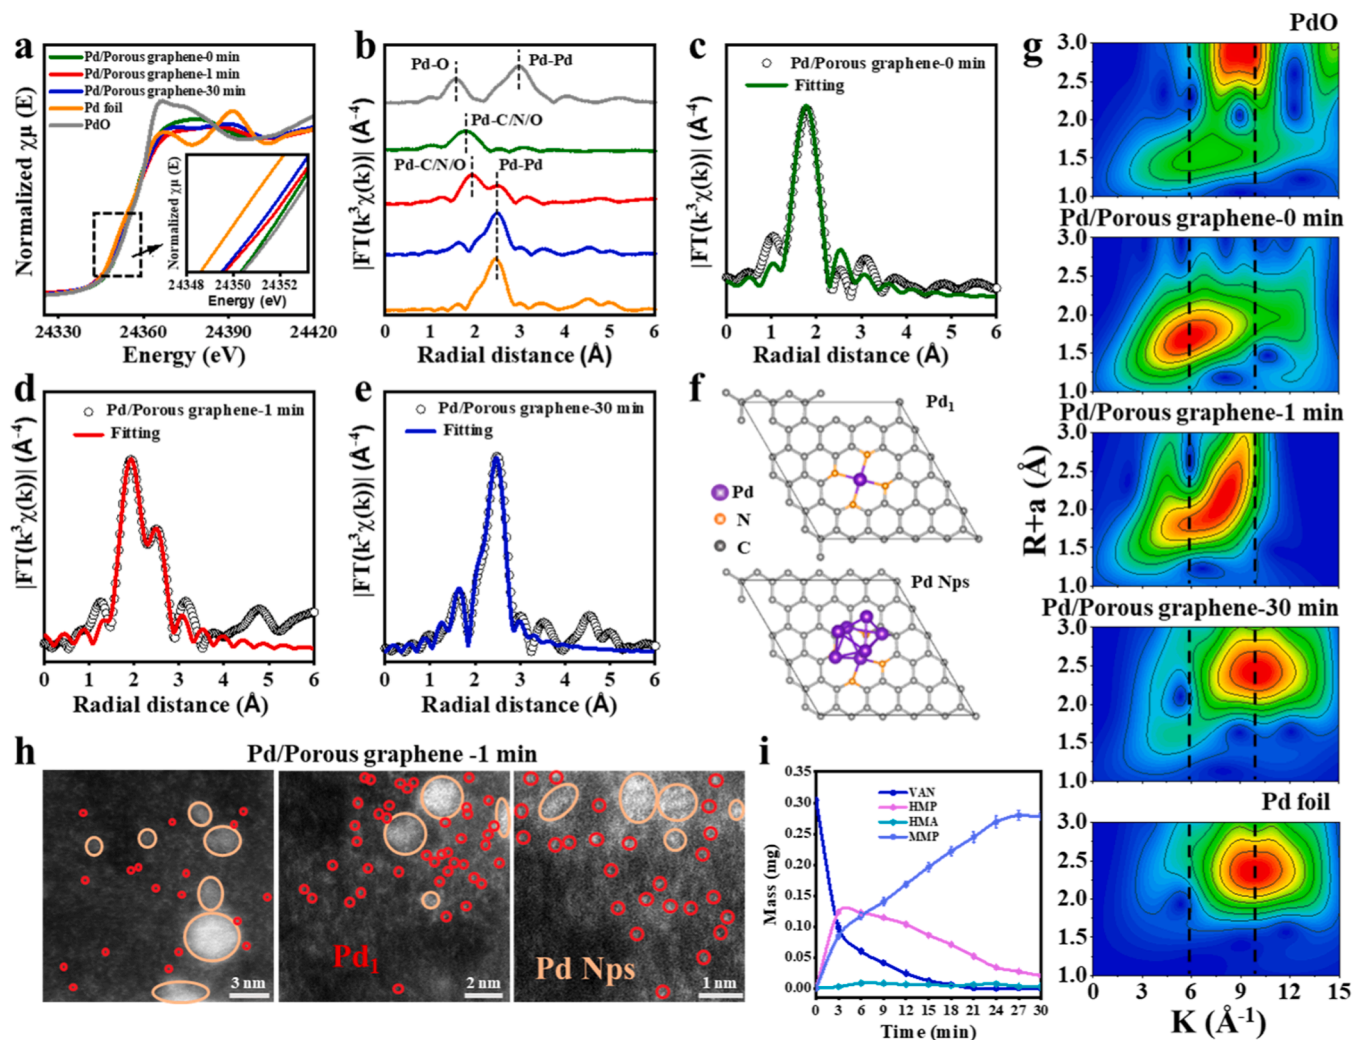 a
Pd/Porous graphene-0 min
Pd/Porous graphene-1 min
Pd/Porous graphene-30 min
Pd foil
PdO
Normalized χμ (E)
Normalized χμ (E)
24348 24350 24352
Energy (eV)
24330 24360 24390 24420
Energy (eV)
b
Pd-O
Pd-Pd
Pd-C/N/O
Pd-C/N/O
Pd-Pd
|FT(k³χ(k))| (Å⁻⁴)
0 1 2 3 4 5 6
Radial distance (Å)
c
Pd/Porous graphene-0 min
Fitting
|FT(k³χ(k))| (Å⁻⁴)
0 1 2 3 4 5 6
Radial distance (Å)
d
Pd/Porous graphene-1 min
Fitting
|FT(k³χ(k))| (Å⁻⁴)
0 1 2 3 4 5 6
Radial distance (Å)
e
Pd/Porous graphene-30 min
Fitting
|FT(k³χ(k))| (Å⁻⁴)
0 1 2 3 4 5 6
Radial distance (Å)
f
Pd₁
Pd
N
C
Pd Nps
g
PdO
3.0
2.5
2.0
1.5
1.0
Pd/Porous graphene-0 min
3.0
2.5
2.0
1.5
1.0
Pd/Porous graphene-1 min
3.0
2.5
2.0
1.5
1.0
Pd/Porous graphene-30 min
3.0
2.5
2.0
1.5
1.0
Pd foil
3.0
2.5
2.0
1.5
1.0
R+a (Å)
0 3 6 9 12 15
K (Å⁻¹)
h
Pd/Porous graphene -1 min
3 nm
Pd₁
2 nm
Pd Nps
1 nm
i
VAN
HMP
HMA
MMP
Mass (mg)
0.35
0.30
0.25
0.20
0.15
0.10
0.05
0.00
0 3 6 9 12 15 18 21 24 27 30
Time (min)